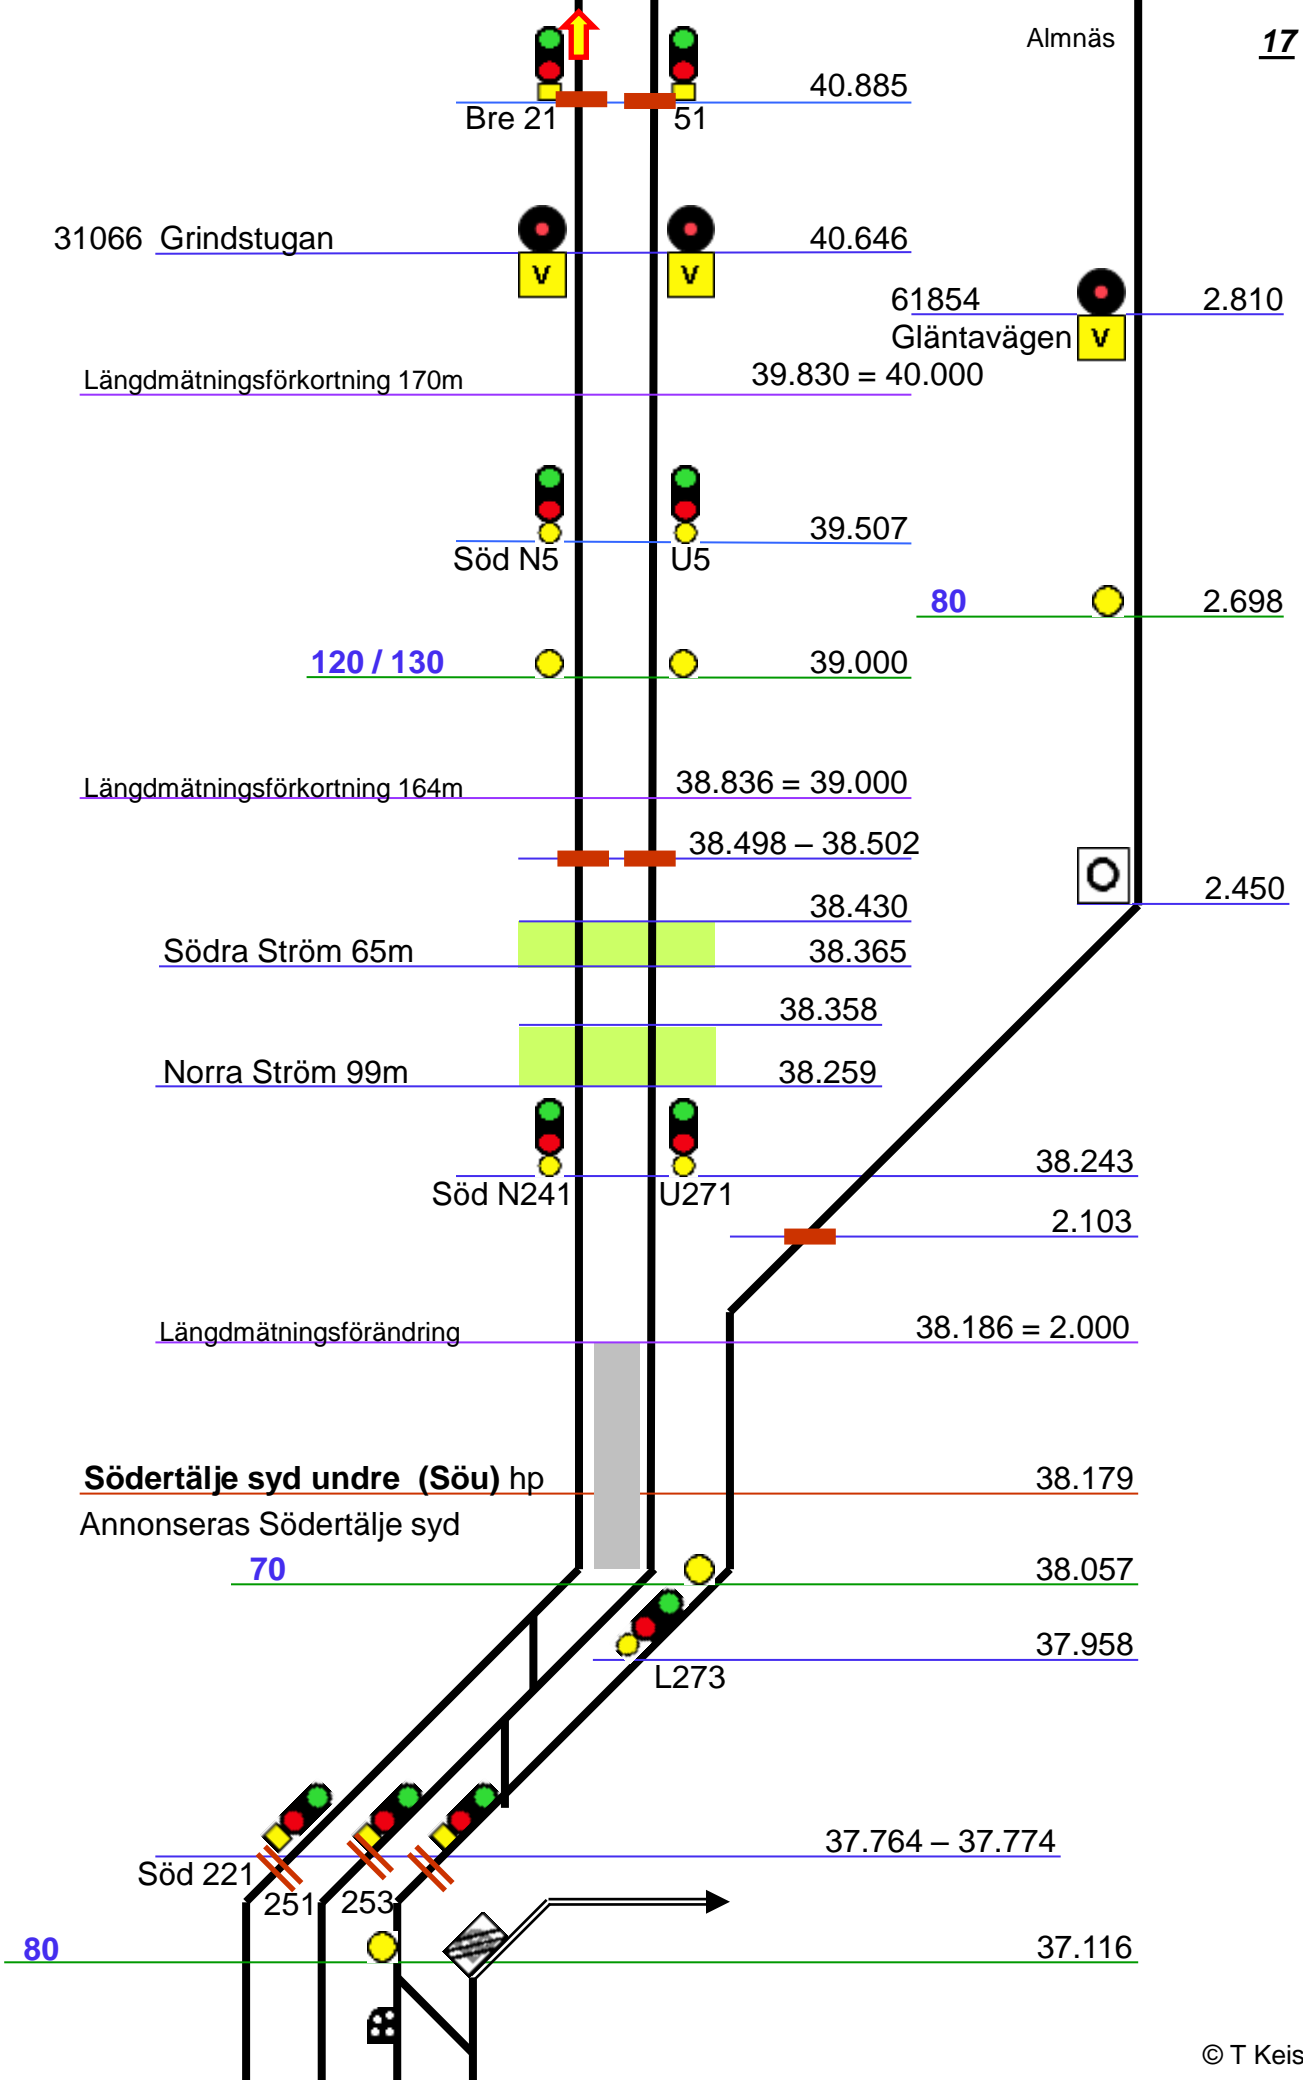 Almnäs
17
40.885
Bre 21
51
31066 Grindstugan
40.646
V
V
61854
2.810
Gläntavägen
V
Längdmätningsförkortning 170m
39.830 = 40.000
39.507
Söd N5
U5
80
2.698
120 / 130
39.000
Längdmätningsförkortning 164m
38.836 = 39.000
38.498 – 38.502
O
2.450
38.430
Södra Ström 65m
38.365
38.358
Norra Ström 99m
38.259
38.243
Söd N241
U271
2.103
Längdmätningsförändring
38.186 = 2.000
Södertälje syd undre (Söu) hp
38.179
Annonseras Södertälje syd
70
38.057
37.958
L273
37.764 – 37.774
Söd 221
251
253
80
37.116
© T Keis